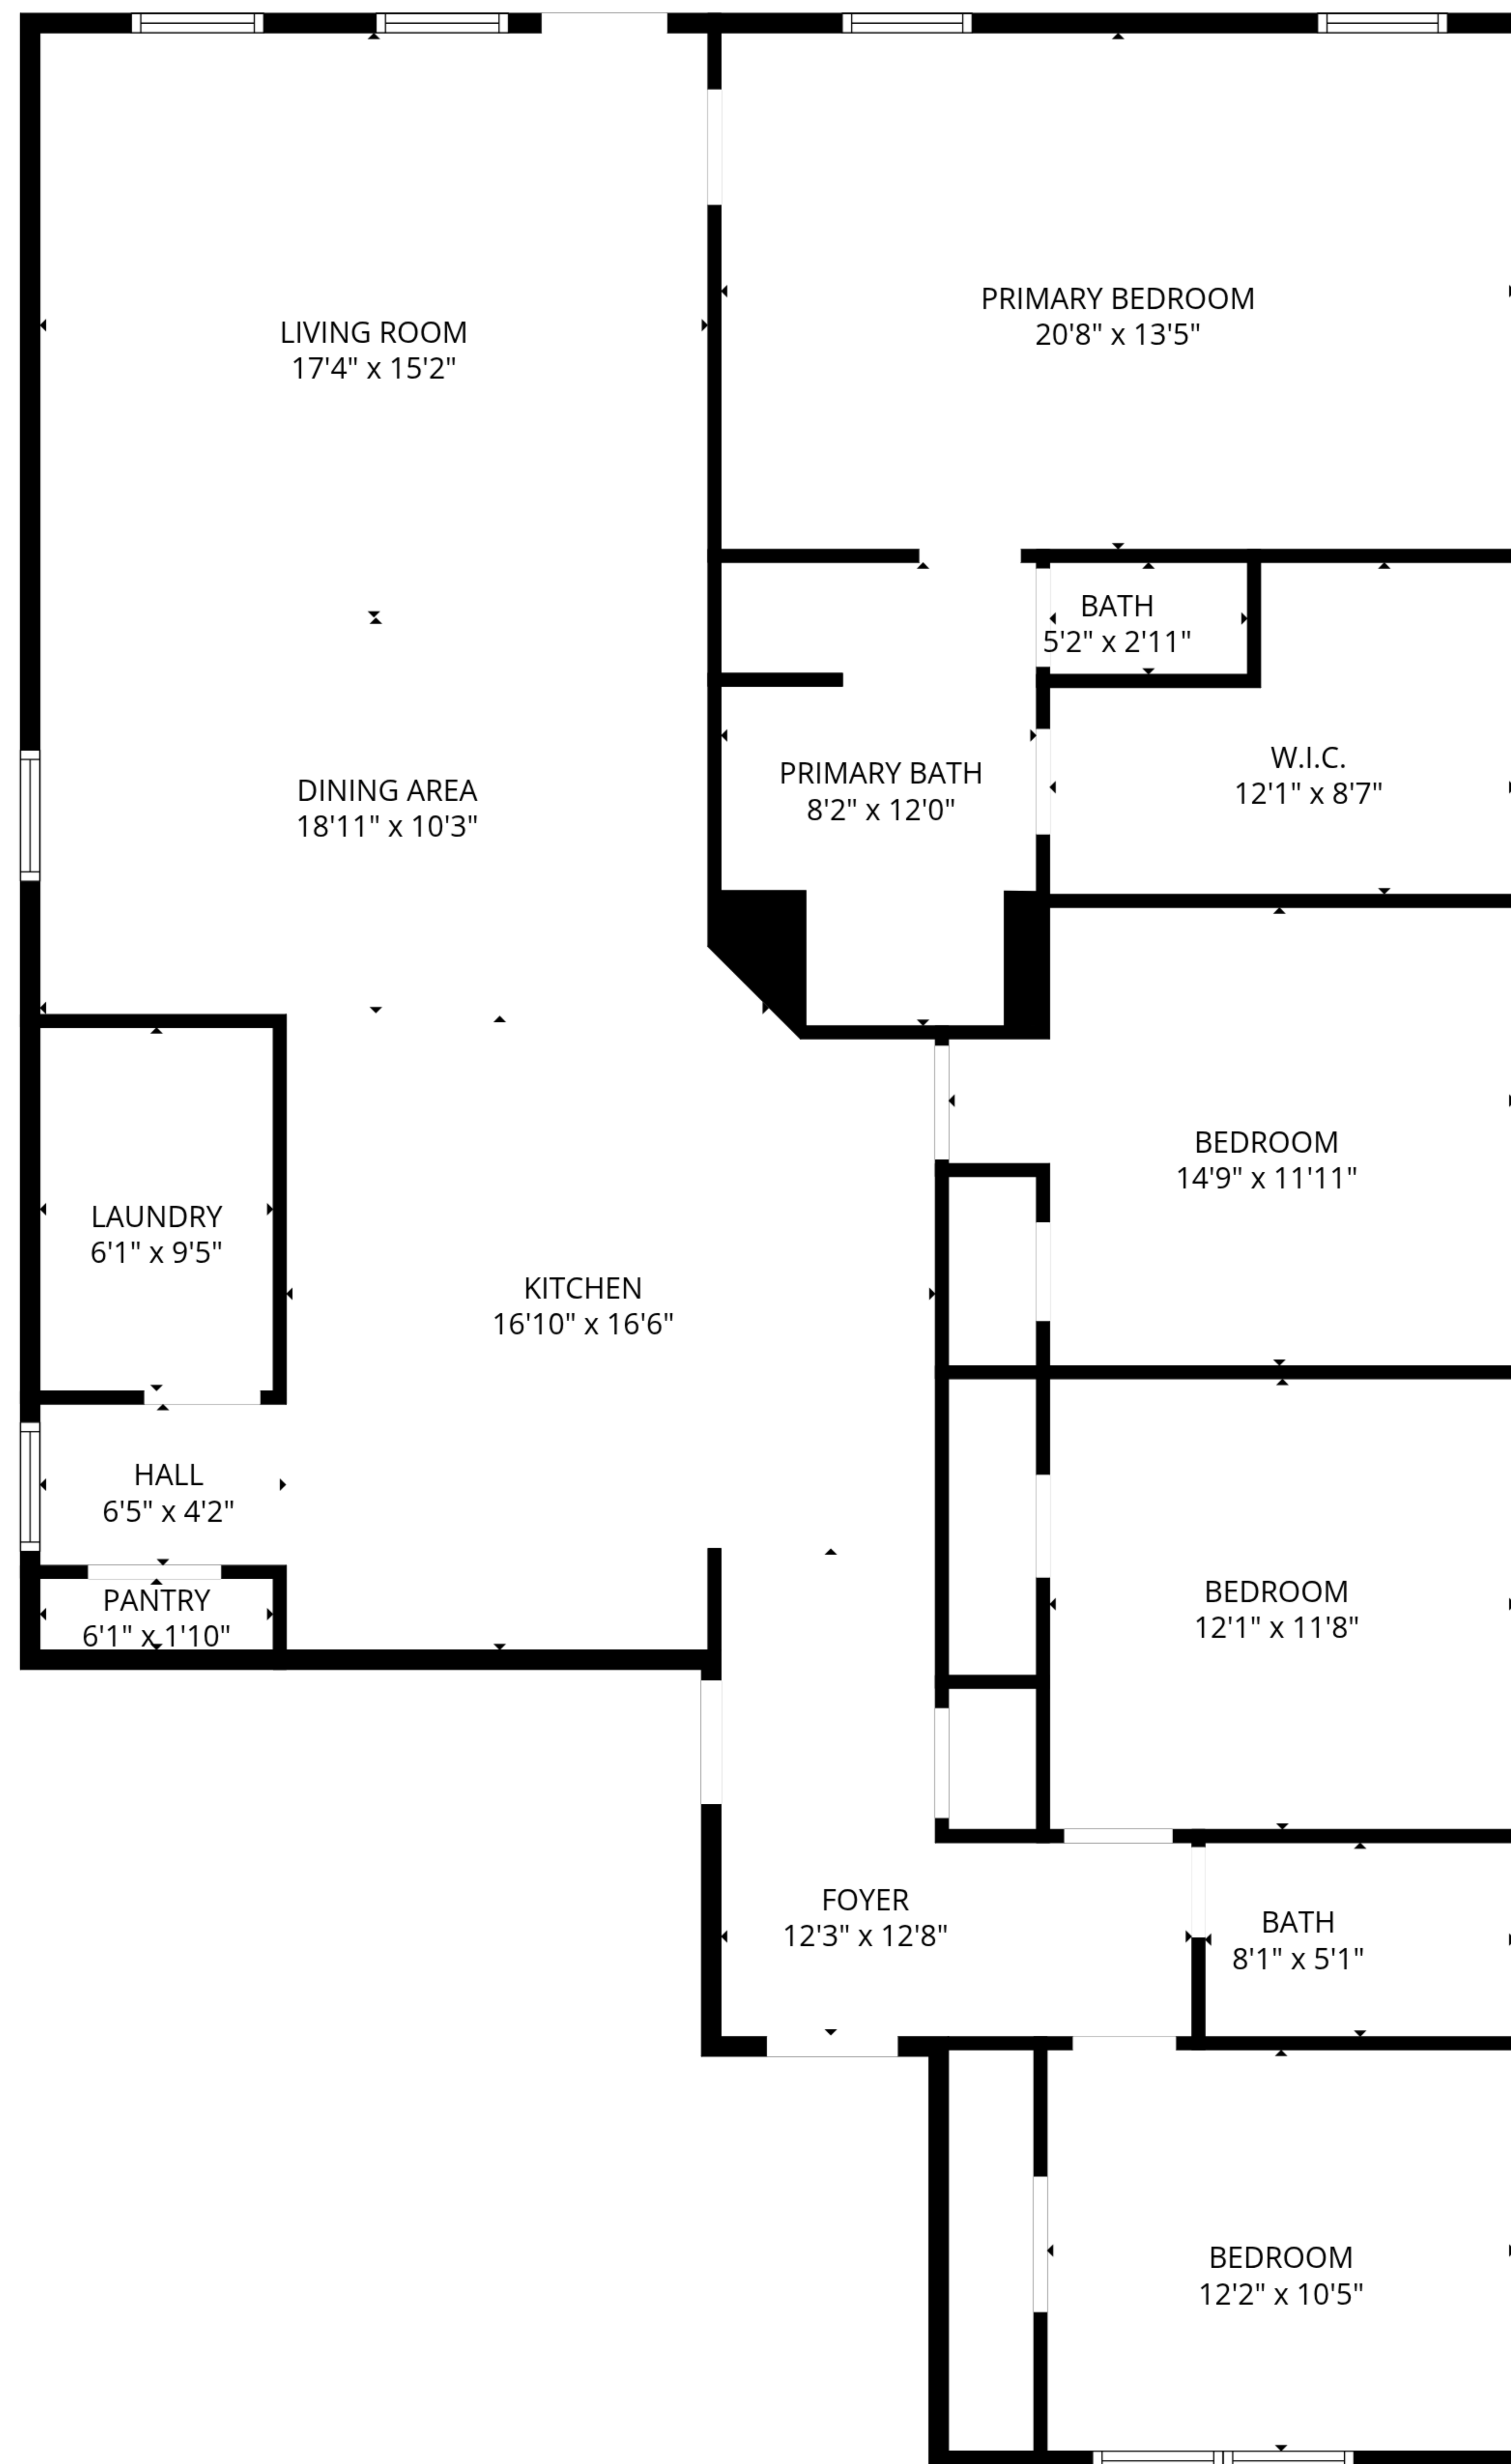 PRIMARY BEDROOM
20'8" x 13'5"
LIVING ROOM
17'4" x 15'2"
BATH
5'2" x 2'11"
W.I.C.
12'1" x 8'7"
PRIMARY BATH
8'2" x 12'0"
DINING AREA
18'11" x 10'3"
BEDROOM
14'9" x 11'11"
LAUNDRY
6'1" x 9'5"
KITCHEN
16'10" x 16'6"
HALL
6'5" x 4'2"
PANTRY
6'1" x 1'10"
BEDROOM
12'1" x 11'8"
FOYER
12'3" x 12'8"
BATH
8'1" x 5'1"
BEDROOM
12'2" x 10'5"